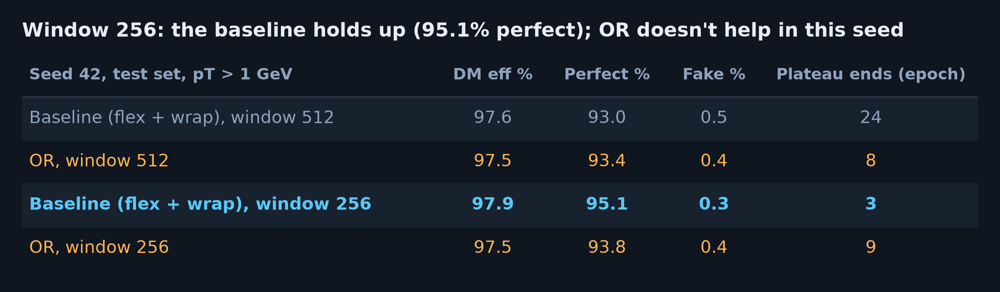 Window 256: the baseline holds up (95.1% perfect); OR doesn't help in this seed
Seed 42, test set, pT > 1 GeV DM eff % Perfect % Fake % Plateau ends (epoch)
Baseline (flex + wrap), window 512 97.6 93.0 0.5 24
OR, window 512 97.5 93.4 0.4 8
Baseline (flex + wrap), window 256 97.9 95.1 0.3 3
OR, window 256 97.5 93.8 0.4 9